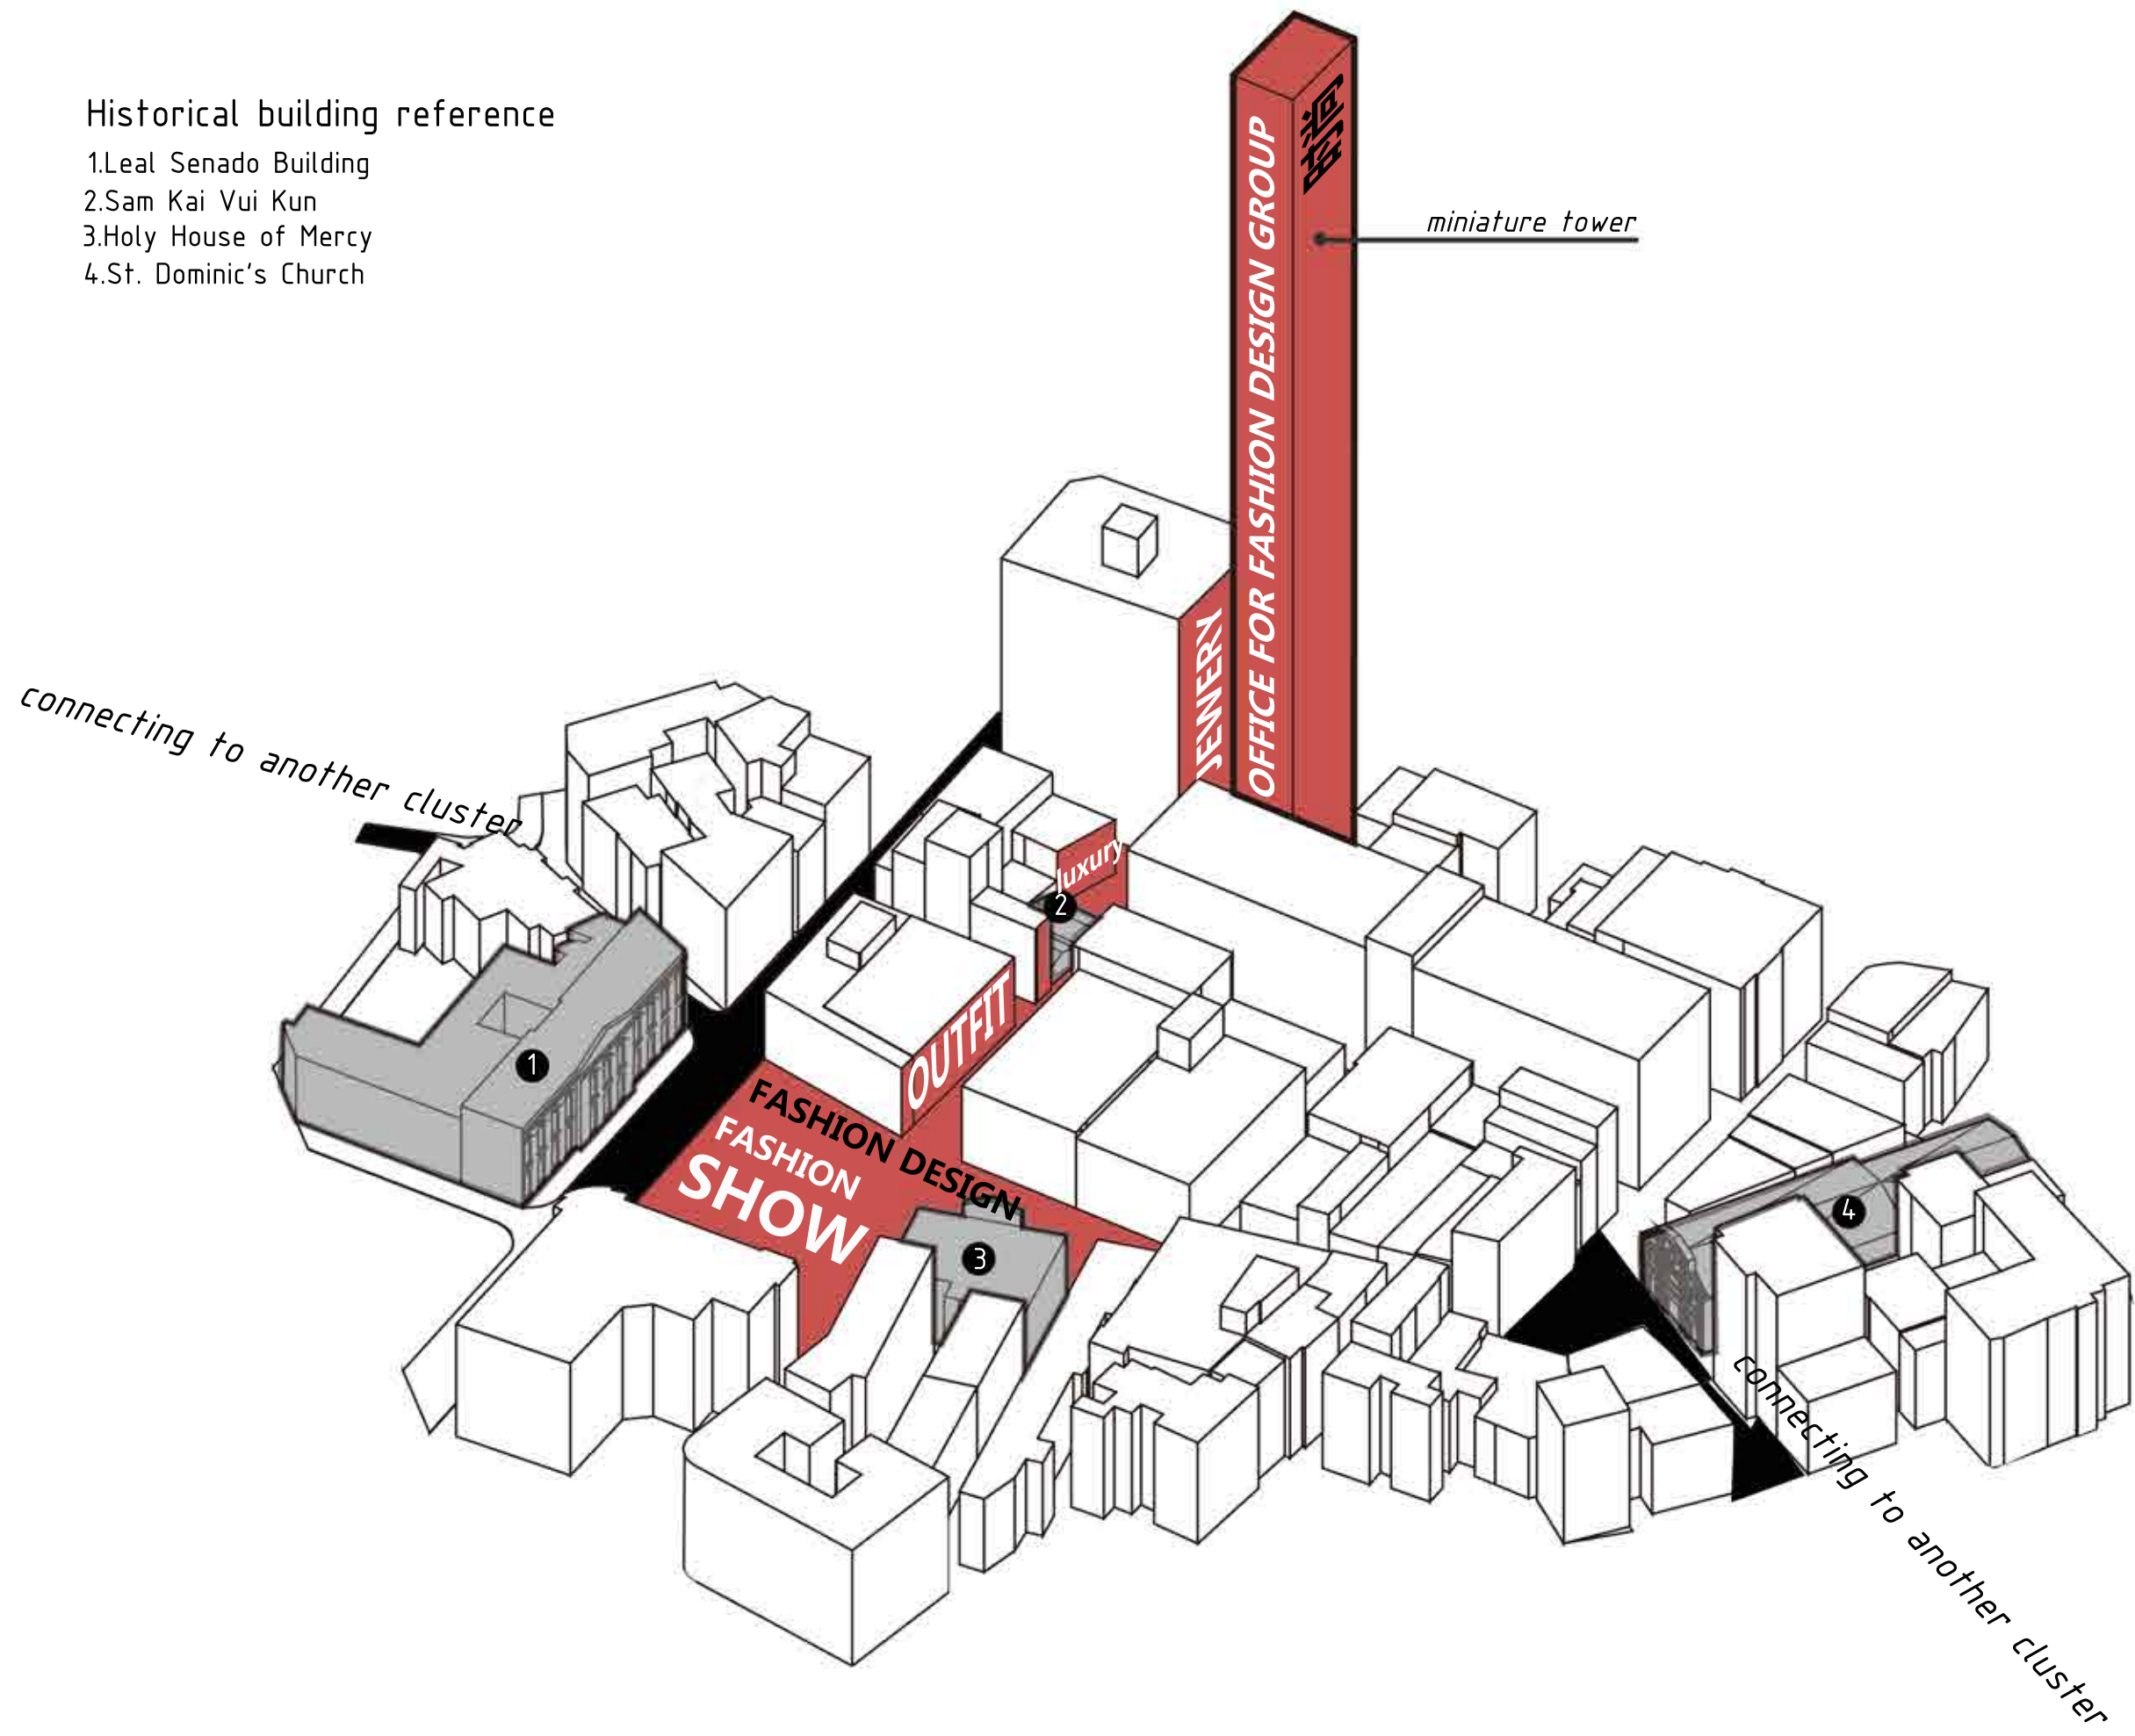 Historical building reference
1.Leal Senado Building
2.Sam Kai Vui Kun
3.Holy House of Mercy
4.St. Dominic's Church
miniature tower
OFFICE FOR FASHION DESIGN GROUP
JEWERY
connecting to another cluster
luxury
2
OUTFIT
1
FASHION DESIGN
FASHION
SHOW
3
4
connecting to another cluster